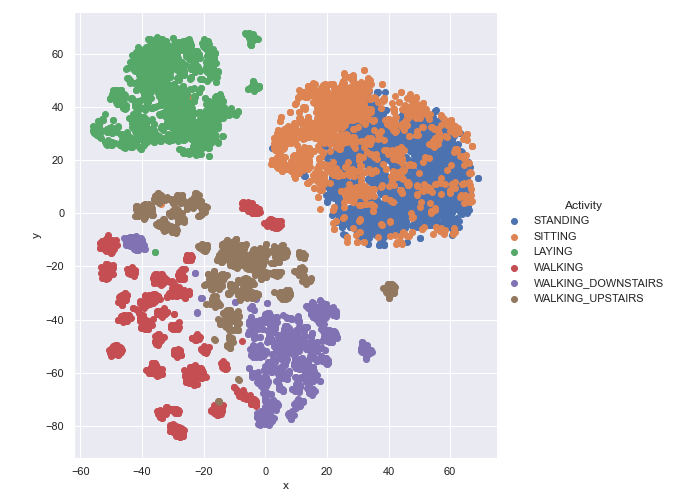 60
40
20
0
−20
−40
−60
−80
y
−60 −40 −20 0 20 40 60
x
Activity
STANDING
SITTING
LAYING
WALKING
WALKING_DOWNSTAIRS
WALKING_UPSTAIRS